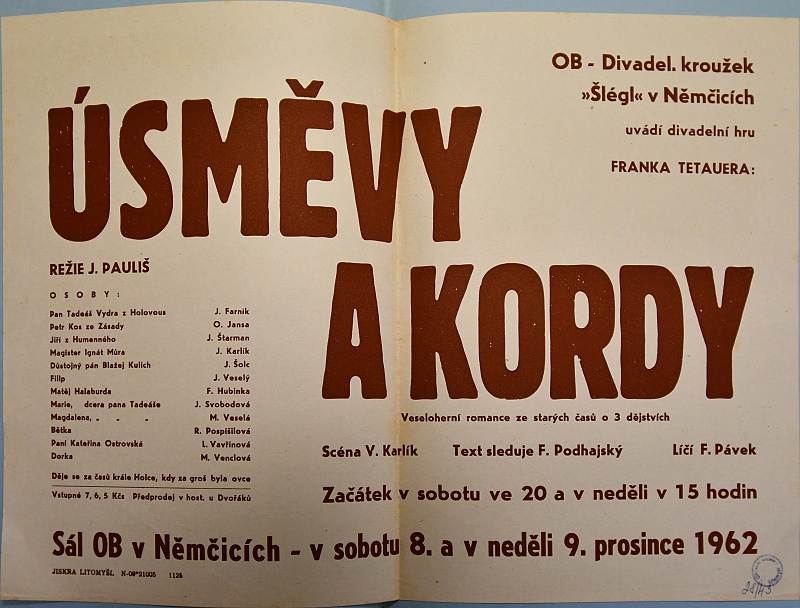 OB - Divadel. kroužek
»Šlégl« v Němčicích
uvádí divadelní hru
FRANKA TETAUERA:
ÚSMĚVY
A KORDY
REŽIE J. PAULIŠ
OSOBY:
Pan Tadeáš Vydra z Holovous J. Farník
Petr Kos ze Zásady O. Jansa
Jiří z Humenného J. Štarman
Magister Ignát Můra J. Karlík
Důstojný pán Blažej Kulich J. Šolc
Filip J. Veselý
Matěj Halaburda F. Hubinka
Marie, dcera pana Tadeáše J. Svobodová
Magdalena, „ „ „ M. Veselá
Bětka R. Pospíšilová
Paní Kateřina Ostrovská L. Vavřínová
Dorka M. Venclová
Děje se za časů krále Holce, kdy za groš byla ovce
Vstupné 7, 6, 5 Kčs Předprodej v host. u Dvořáků
Veseloherní romance ze starých časů o 3 dějstvích
Scéna V. Karlík Text sleduje F. Podhajský Líčí F. Pávek
Začátek v sobotu ve 20 a v neděli v 15 hodin
Sál OB v Němčicích - v sobotu 8. a v neděli 9. prosince 1962
JISKRA LITOMYŠL N-08*21005 1126